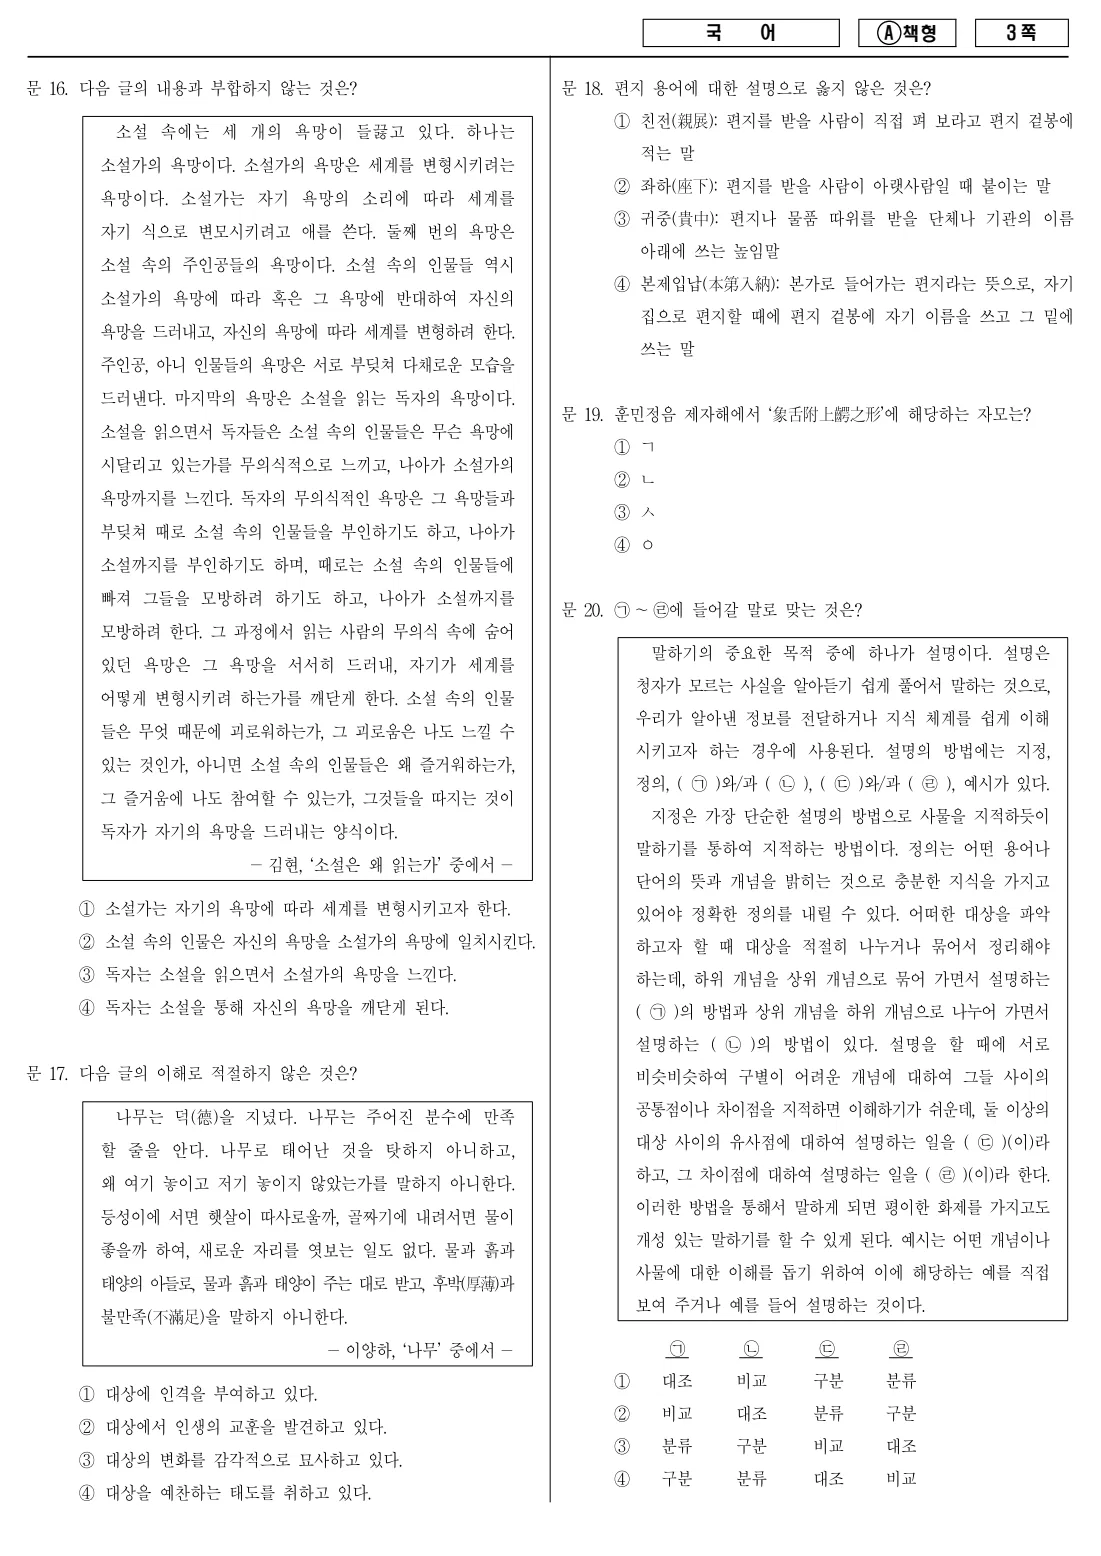 국 어
Ⓐ책형
3쪽
문 16. 다음 글의 내용과 부합하지 않는 것은?
소설 속에는 세 개의 욕망이 들끓고 있다. 하나는
소설가의 욕망이다. 소설가의 욕망은 세계를 변형시키려는
욕망이다. 소설가는 자기 욕망의 소리에 따라 세계를
자기 식으로 변모시키려고 애를 쓴다. 둘째 번의 욕망은
소설 속의 주인공들의 욕망이다. 소설 속의 인물들 역시
소설가의 욕망에 따라 혹은 그 욕망에 반대하여 자신의
욕망을 드러내고, 자신의 욕망에 따라 세계를 변형하려 한다.
주인공, 아니 인물들의 욕망은 서로 부딪쳐 다채로운 모습을
드러낸다. 마지막의 욕망은 소설을 읽는 독자의 욕망이다.
소설을 읽으면서 독자들은 소설 속의 인물들은 무슨 욕망에
시달리고 있는가를 무의식적으로 느끼고, 나아가 소설가의
욕망까지를 느낀다. 독자의 무의식적인 욕망은 그 욕망들과
부딪쳐 때로 소설 속의 인물들을 부인하기도 하고, 나아가
소설까지를 부인하기도 하며, 때로는 소설 속의 인물들에
빠져 그들을 모방하려 하기도 하고, 나아가 소설까지를
모방하려 한다. 그 과정에서 읽는 사람의 무의식 속에 숨어
있던 욕망은 그 욕망을 서서히 드러내, 자기가 세계를
어떻게 변형시키려 하는가를 깨닫게 한다. 소설 속의 인물
들은 무엇 때문에 괴로워하는가, 그 괴로움은 나도 느낄 수
있는 것인가, 아니면 소설 속의 인물들은 왜 즐거워하는가,
그 즐거움에 나도 참여할 수 있는가, 그것들을 따지는 것이
독자가 자기의 욕망을 드러내는 양식이다.
－ 김현, ‘소설은 왜 읽는가’ 중에서 －
① 소설가는 자기의 욕망에 따라 세계를 변형시키고자 한다.
② 소설 속의 인물은 자신의 욕망을 소설가의 욕망에 일치시킨다.
③ 독자는 소설을 읽으면서 소설가의 욕망을 느낀다.
④ 독자는 소설을 통해 자신의 욕망을 깨닫게 된다.
문 17. 다음 글의 이해로 적절하지 않은 것은?
나무는 덕(德)을 지녔다. 나무는 주어진 분수에 만족
할 줄을 안다. 나무로 태어난 것을 탓하지 아니하고,
왜 여기 놓이고 저기 놓이지 않았는가를 말하지 아니한다.
등성이에 서면 햇살이 따사로울까, 골짜기에 내려서면 물이
좋을까 하여, 새로운 자리를 엿보는 일도 없다. 물과 흙과
태양의 아들로, 물과 흙과 태양이 주는 대로 받고, 후박(厚薄)과
불만족(不滿足)을 말하지 아니한다.
－ 이양하, ‘나무’ 중에서 －
① 대상에 인격을 부여하고 있다.
② 대상에서 인생의 교훈을 발견하고 있다.
③ 대상의 변화를 감각적으로 묘사하고 있다.
④ 대상을 예찬하는 태도를 취하고 있다.
문 18. 편지 용어에 대한 설명으로 옳지 않은 것은?
① 친전(親展): 편지를 받을 사람이 직접 펴 보라고 편지 겉봉에
적는 말
② 좌하(座下): 편지를 받을 사람이 아랫사람일 때 붙이는 말
③ 귀중(貴中): 편지나 물품 따위를 받을 단체나 기관의 이름
아래에 쓰는 높임말
④ 본제입납(本第入納): 본가로 들어가는 편지라는 뜻으로, 자기
집으로 편지할 때에 편지 겉봉에 자기 이름을 쓰고 그 밑에
쓰는 말
문 19. 훈민정음 제자해에서 ‘象舌附上齶之形’에 해당하는 자모는?
① ㄱ
② ㄴ
③ ㅅ
④ ㅇ
문 20. ㉠ ~ ㉣에 들어갈 말로 맞는 것은?
말하기의 중요한 목적 중에 하나가 설명이다. 설명은
청자가 모르는 사실을 알아듣기 쉽게 풀어서 말하는 것으로,
우리가 알아낸 정보를 전달하거나 지식 체계를 쉽게 이해
시키고자 하는 경우에 사용된다. 설명의 방법에는 지정,
정의, ( ㉠ )와/과 ( ㉡ ), ( ㉢ )와/과 ( ㉣ ), 예시가 있다.
지정은 가장 단순한 설명의 방법으로 사물을 지적하듯이
말하기를 통하여 지적하는 방법이다. 정의는 어떤 용어나
단어의 뜻과 개념을 밝히는 것으로 충분한 지식을 가지고
있어야 정확한 정의를 내릴 수 있다. 어떠한 대상을 파악
하고자 할 때 대상을 적절히 나누거나 묶어서 정리해야
하는데, 하위 개념을 상위 개념으로 묶어 가면서 설명하는
( ㉠ )의 방법과 상위 개념을 하위 개념으로 나누어 가면서
설명하는 ( ㉡ )의 방법이 있다. 설명을 할 때에 서로
비슷비슷하여 구별이 어려운 개념에 대하여 그들 사이의
공통점이나 차이점을 지적하면 이해하기가 쉬운데, 둘 이상의
대상 사이의 유사점에 대하여 설명하는 일을 ( ㉢ )(이)라
하고, 그 차이점에 대하여 설명하는 일을 ( ㉣ )(이)라 한다.
이러한 방법을 통해서 말하게 되면 평이한 화제를 가지고도
개성 있는 말하기를 할 수 있게 된다. 예시는 어떤 개념이나
사물에 대한 이해를 돕기 위하여 이에 해당하는 예를 직접
보여 주거나 예를 들어 설명하는 것이다.
㉠ ㉡ ㉢ ㉣
① 대조 비교 구분 분류
② 비교 대조 분류 구분
③ 분류 구분 비교 대조
④ 구분 분류 대조 비교